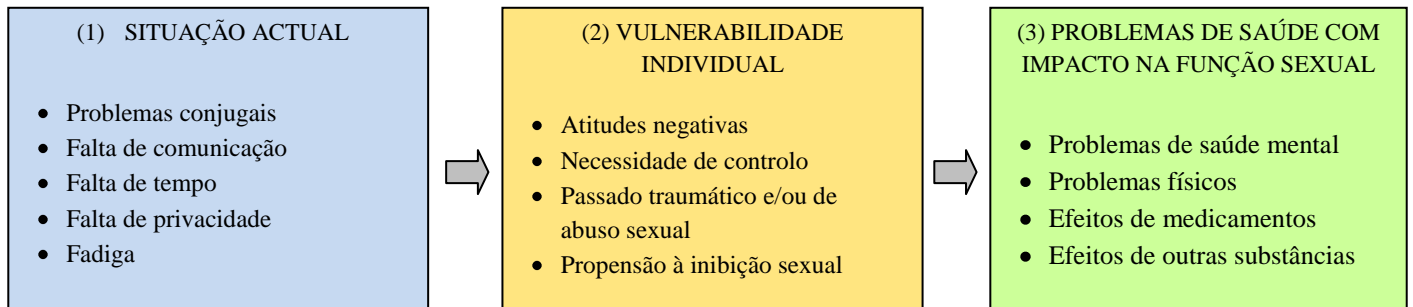 (1) SITUAÇÃO ACTUAL
• Problemas conjugais
• Falta de comunicação
• Falta de tempo
• Falta de privacidade
• Fadiga
(2) VULNERABILIDADE
INDIVIDUAL
• Atitudes negativas
• Necessidade de controlo
• Passado traumático e/ou de
abuso sexual
• Propensão à inibição sexual
(3) PROBLEMAS DE SAÚDE COM
IMPACTO NA FUNÇÃO SEXUAL
• Problemas de saúde mental
• Problemas físicos
• Efeitos de medicamentos
• Efeitos de outras substâncias